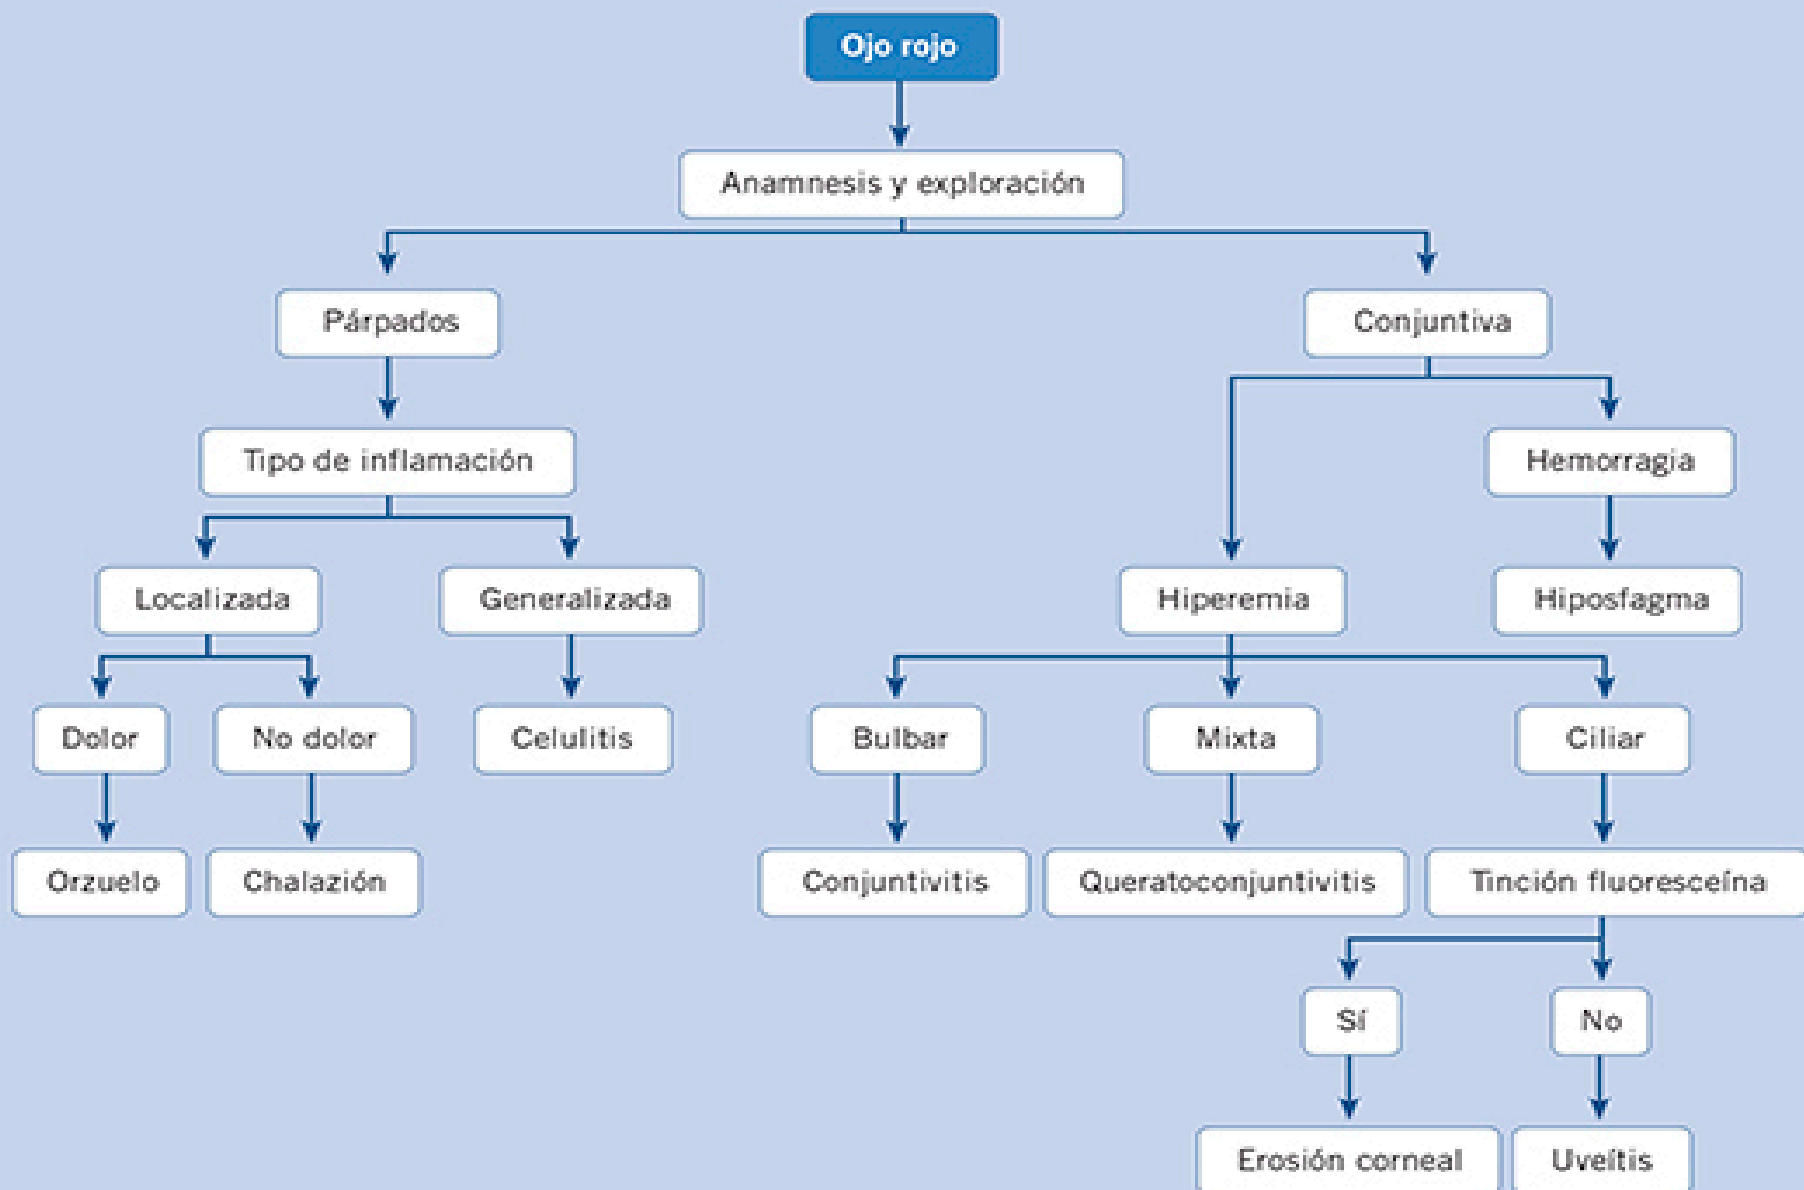 Ojo rojo
Anamnesis y exploración
Párpados
Conjuntiva
Tipo de inflamación
Hemorragia
Localizada
Generalizada
Hiperemia
Hiposfagma
Dolor
No dolor
Celulitis
Bulbar
Mixta
Ciliar
Orzuelo
Chalazión
Conjuntivitis
Queratoconjuntivitis
Tinción fluoresceína
Sí
No
Erosión corneal
Uveítis